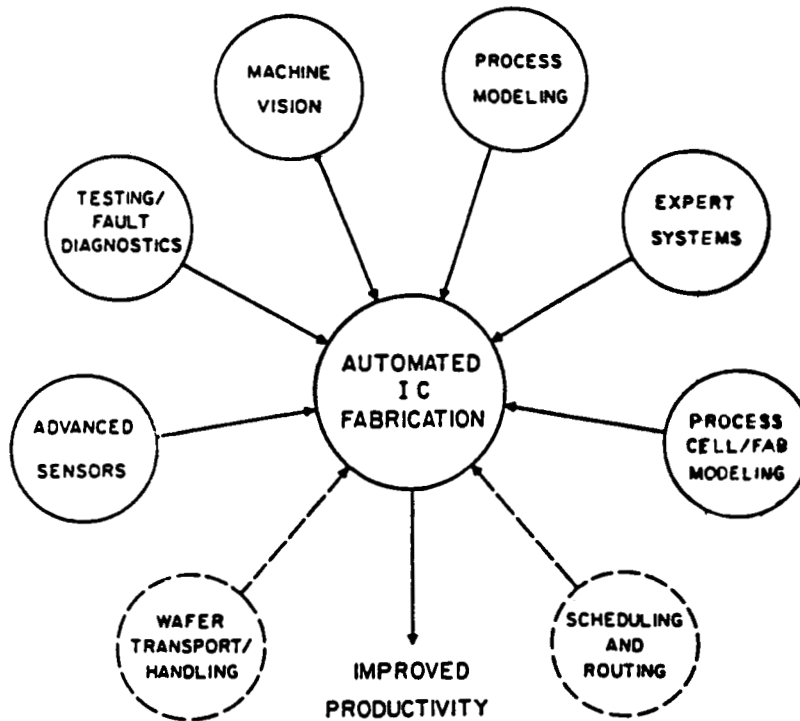 MACHINE
VISION
PROCESS
MODELING
TESTING/
FAULT
DIAGNOSTICS
EXPERT
SYSTEMS
AUTOMATED
I C
FABRICATION
ADVANCED
SENSORS
PROCESS
CELL/FAB
MODELING
WAFER
TRANSPORT/
HANDLING
SCHEDULING
AND
ROUTING
IMPROVED
PRODUCTIVITY